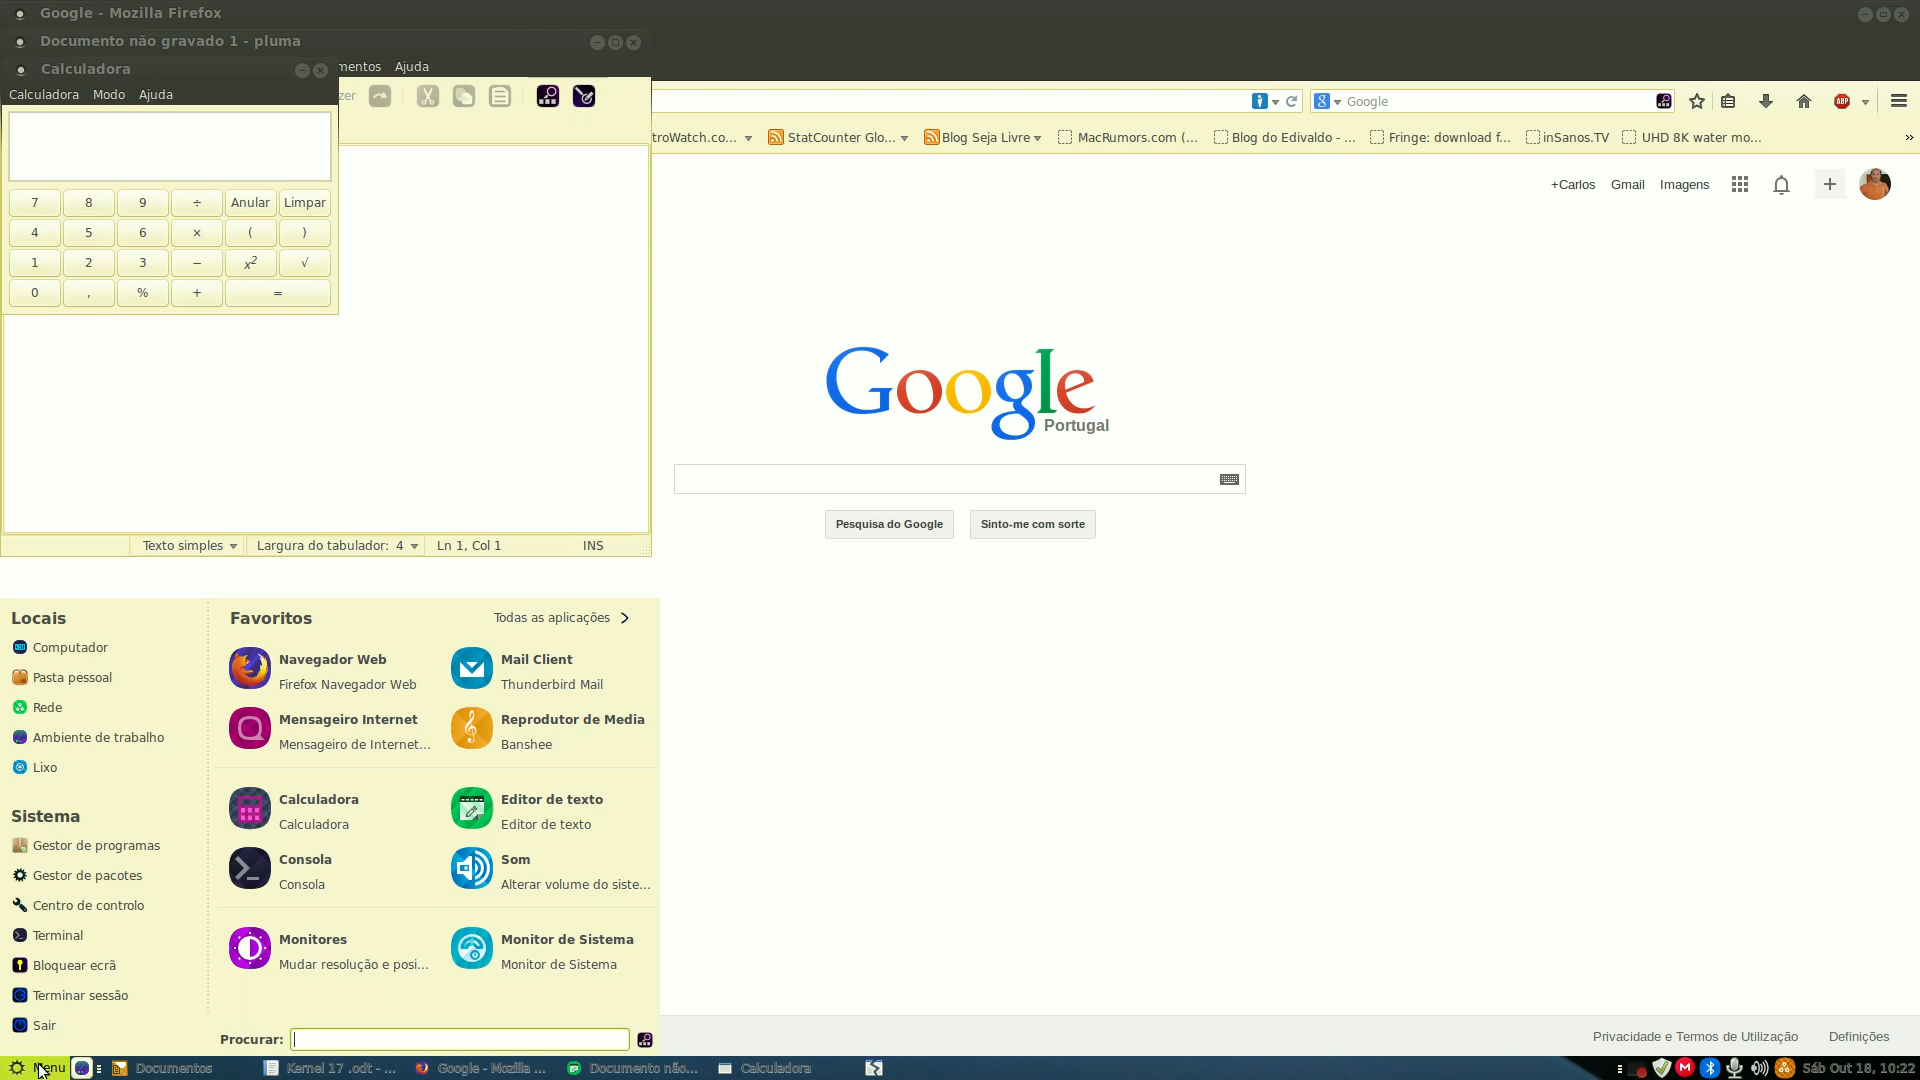 Google - Mozilla Firefox
Documento não gravado 1 - pluma
Calculadora
mentos Ajuda
Calculadora Modo Ajuda
zer
Google
troWatch.co... StatCounter Glo... Blog Seja Livre MacRumors.com (... Blog do Edivaldo - ... Fringe: download f... inSanos.TV UHD 8K water mo... »
+Carlos Gmail Imagens
7 8 9 ÷ Anular Limpar
4 5 6 × ( )
1 2 3 − x² √
0 , % + =
Google
Portugal
Pesquisa do Google Sinto-me com sorte
Texto simples Largura do tabulador: 4 Ln 1, Col 1 INS
Locais
Computador
Pasta pessoal
Rede
Ambiente de trabalho
Lixo
Sistema
Gestor de programas
Gestor de pacotes
Centro de controlo
Terminal
Bloquear ecrã
Terminar sessão
Sair
Favoritos Todas as aplicações
Navegador Web
Firefox Navegador Web
Mail Client
Thunderbird Mail
Mensageiro Internet
Mensageiro de Internet...
Reprodutor de Media
Banshee
Calculadora
Calculadora
Editor de texto
Editor de texto
Consola
Consola
Som
Alterar volume do siste...
Monitores
Mudar resolução e posi...
Monitor de Sistema
Monitor de Sistema
Procurar:
Privacidade e Termos de Utilização Definições
Menu Documentos Kernel 17 .odt - ... Google - Mozilla ... Documento não... Calculadora Sáb Out 18, 10:22